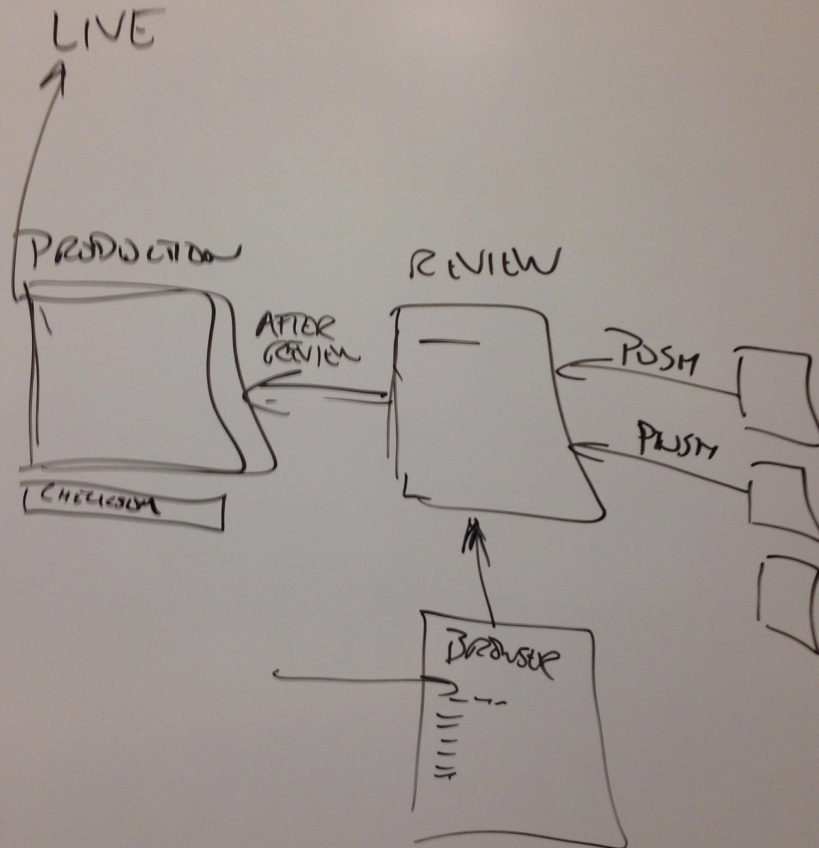 LIVE
PRODUCTION
REVIEW
AFTER
REVIEW
PUSH
PUSH
CHECKSUM
BROWSER